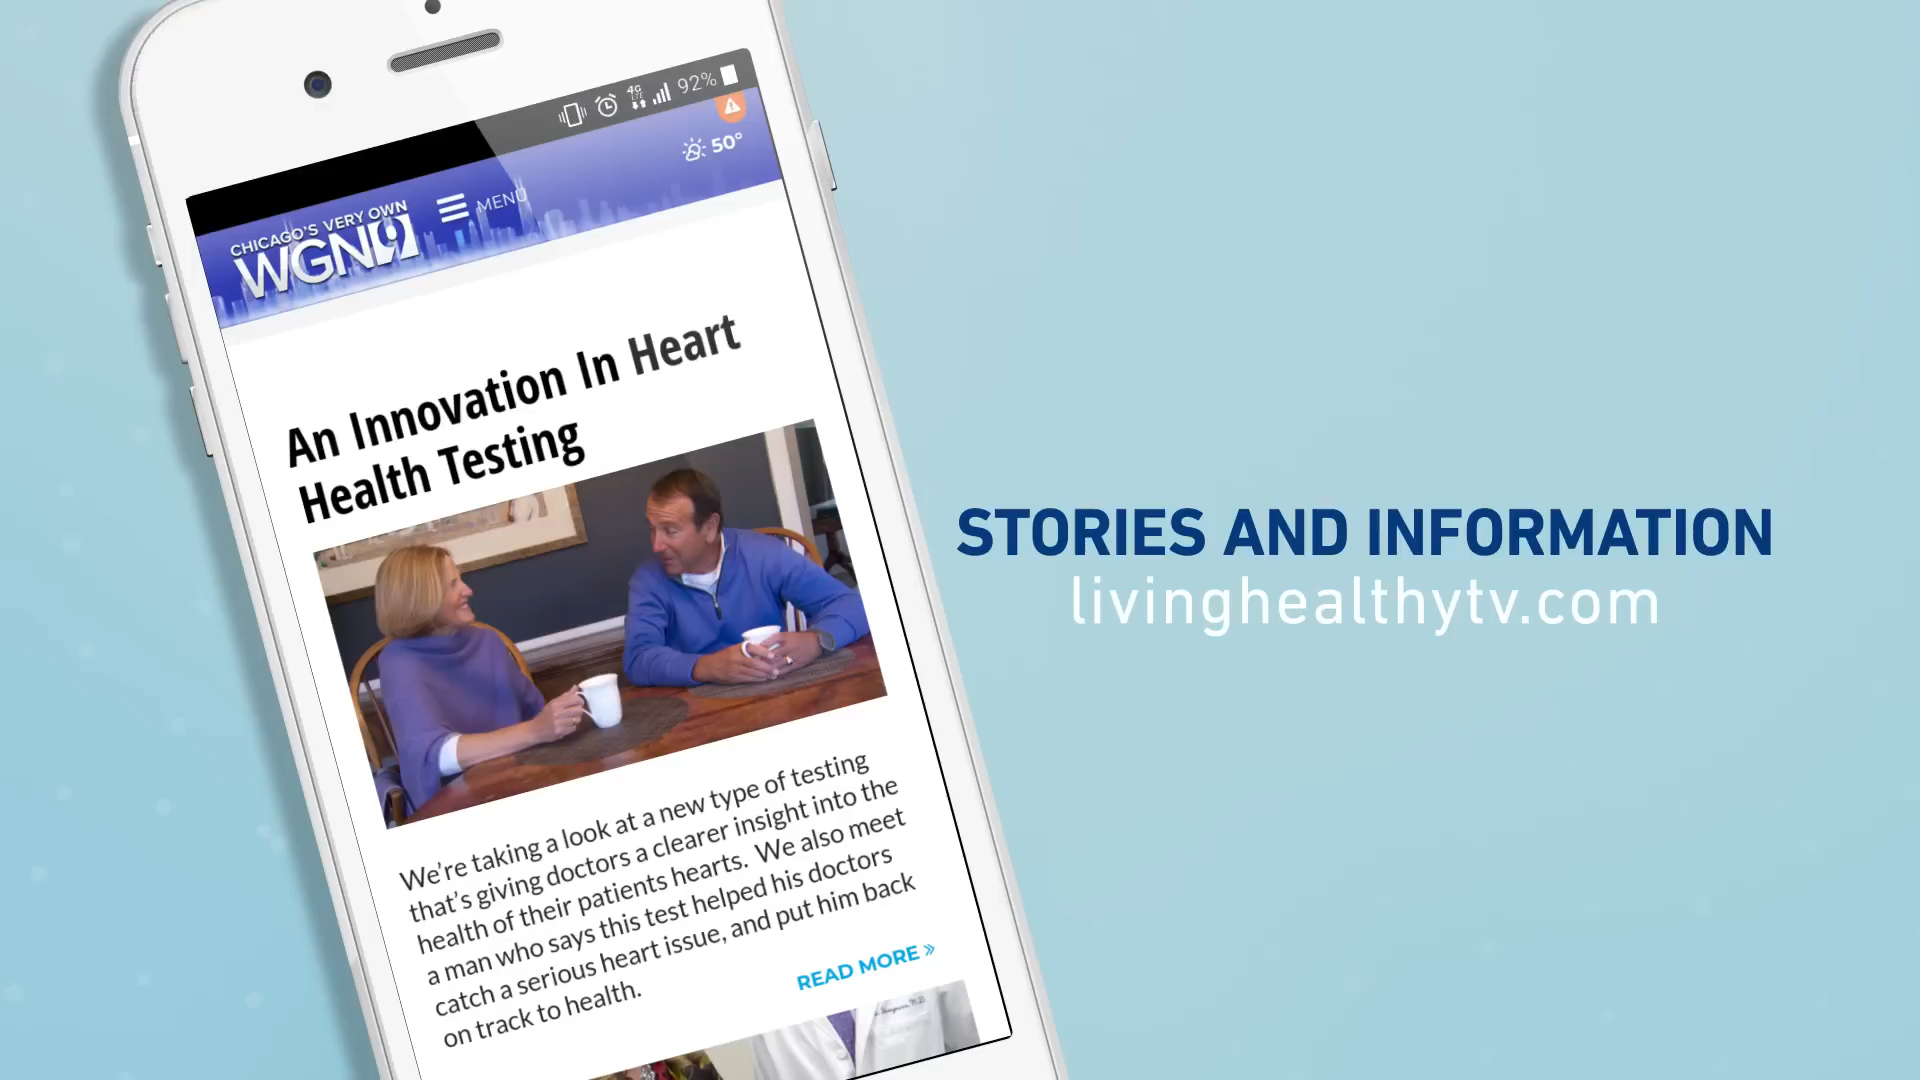 4G
LTE
92%
50°
CHICAGO'S VERY OWN
WGN9
MENU
An Innovation In Heart
Health Testing
We're taking a look at a new type of testing
that's giving doctors a clearer insight into the
health of their patients hearts. We also meet
a man who says this test helped his doctors
catch a serious heart issue, and put him back
on track to health.
READ MORE »
M.D.
STORIES AND INFORMATION
livinghealthytv.com